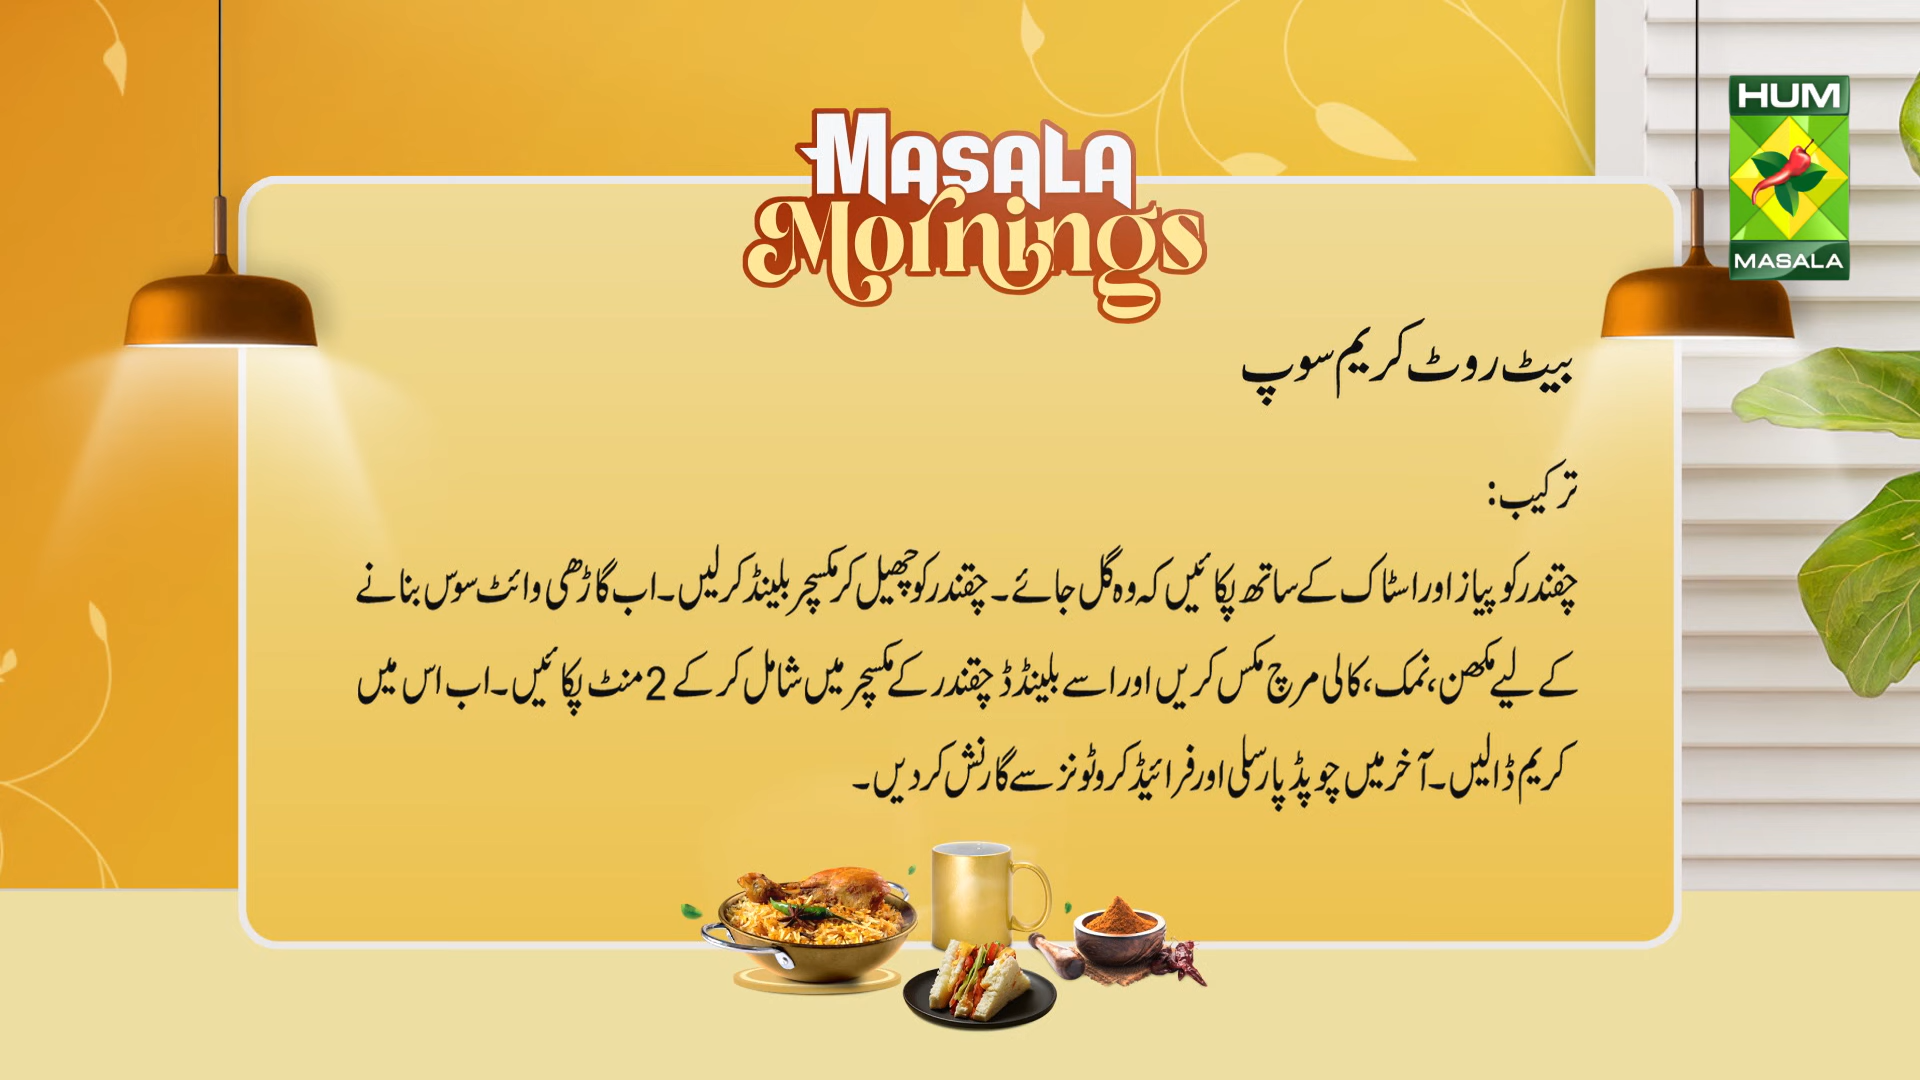 MASALA
Mornings
HUM
MASALA
بیٹ روٹ کریم سوپ
ترکیب:
چقندر کو پیاز اور اسٹاک کے ساتھ پکائیں کہ وہ گل جائے۔ چقندر کو چھیل کر مکسچر بلینڈ کر لیں۔ اب گاڑھی وائٹ سوس بنانے
کے لیے مکھن، نمک، کالی مرچ مکس کریں اور اسے بلینڈڈ چقندر کے مکسچر میں شامل کر کے 2 منٹ پکائیں۔ اب اس میں
کریم ڈالیں۔ آخر میں چوپڈ پارسلی اور فرائیڈ کروٹونز سے گارنش کر دیں۔